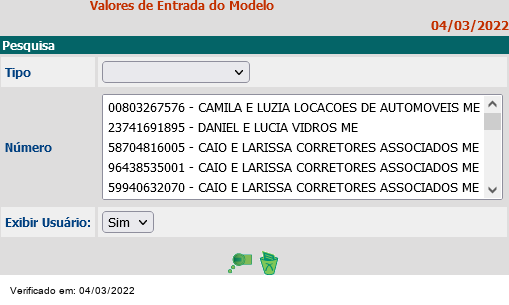 Valores de Entrada do Modelo
04/03/2022
Pesquisa
Tipo
Número
00803267576 - CAMILA E LUZIA LOCACOES DE AUTOMOVEIS ME
23741691895 - DANIEL E LUCIA VIDROS ME
58704816005 - CAIO E LARISSA CORRETORES ASSOCIADOS ME
96438535001 - CAIO E LARISSA CORRETORES ASSOCIADOS ME
59940632070 - CAIO E LARISSA CORRETORES ASSOCIADOS ME
Exibir Usuário: Sim
Verificado em: 04/03/2022